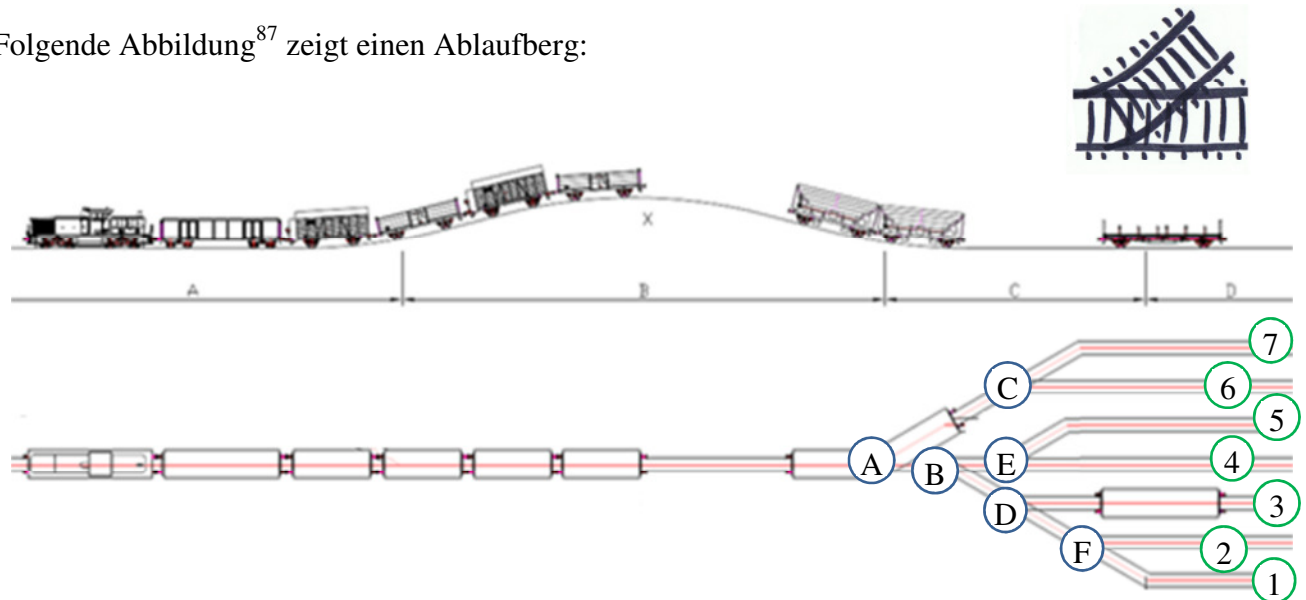 Folgende Abbildung87 zeigt einen Ablaufberg:
X
A B C D
7
C 6
5
A B E 4
D 3
F 2
1